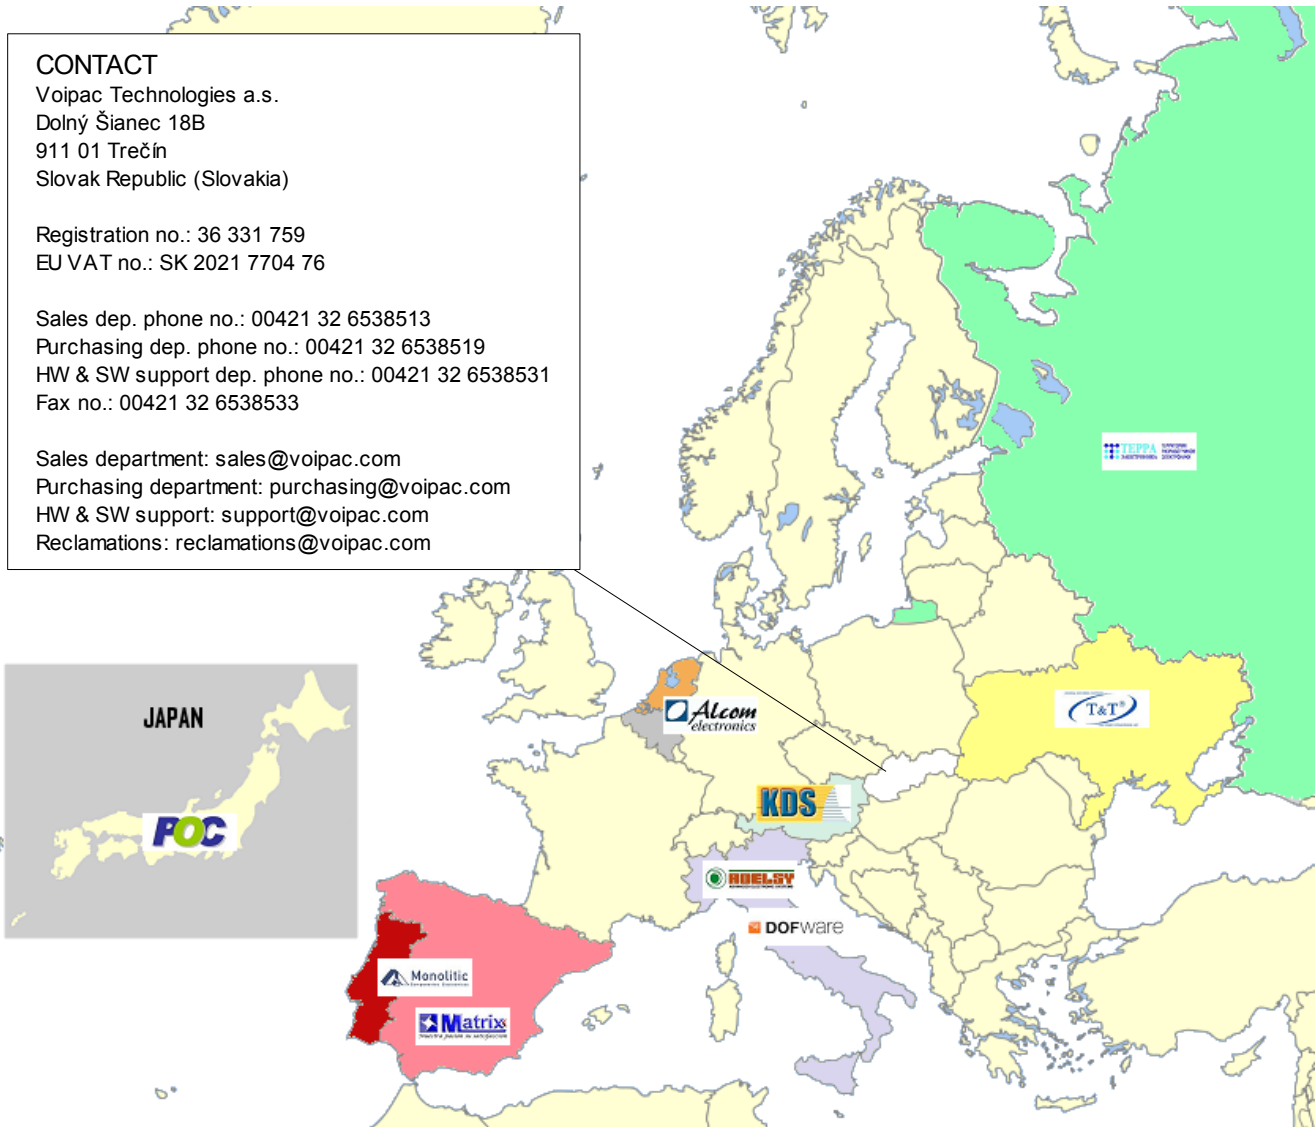 CONTACT
Voipac Technologies a.s.
Dolný Šianec 18B
911 01 Trečín
Slovak Republic (Slovakia)
Registration no.: 36 331 759
EU VAT no.: SK 2021 7704 76
Sales dep. phone no.: 00421 32 6538513
Purchasing dep. phone no.: 00421 32 6538519
HW & SW support dep. phone no.: 00421 32 6538531
Fax no.: 00421 32 6538533
Sales department: sales@voipac.com
Purchasing department: purchasing@voipac.com
HW & SW support: support@voipac.com
Reclamations: reclamations@voipac.com
ТЕРРА
ЭЛЕКТРОНИКА
T&T®
Alcom
electronics
JAPAN
POC
KDS
ADELSY
DOFWARE
Monolitic
Matrix